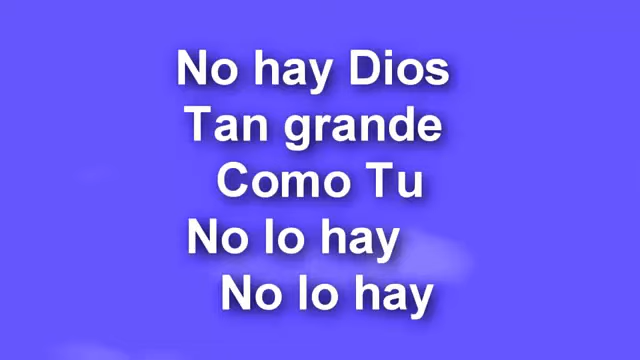 No hay Dios
Tan grande
Como Tu
No lo hay
No lo hay